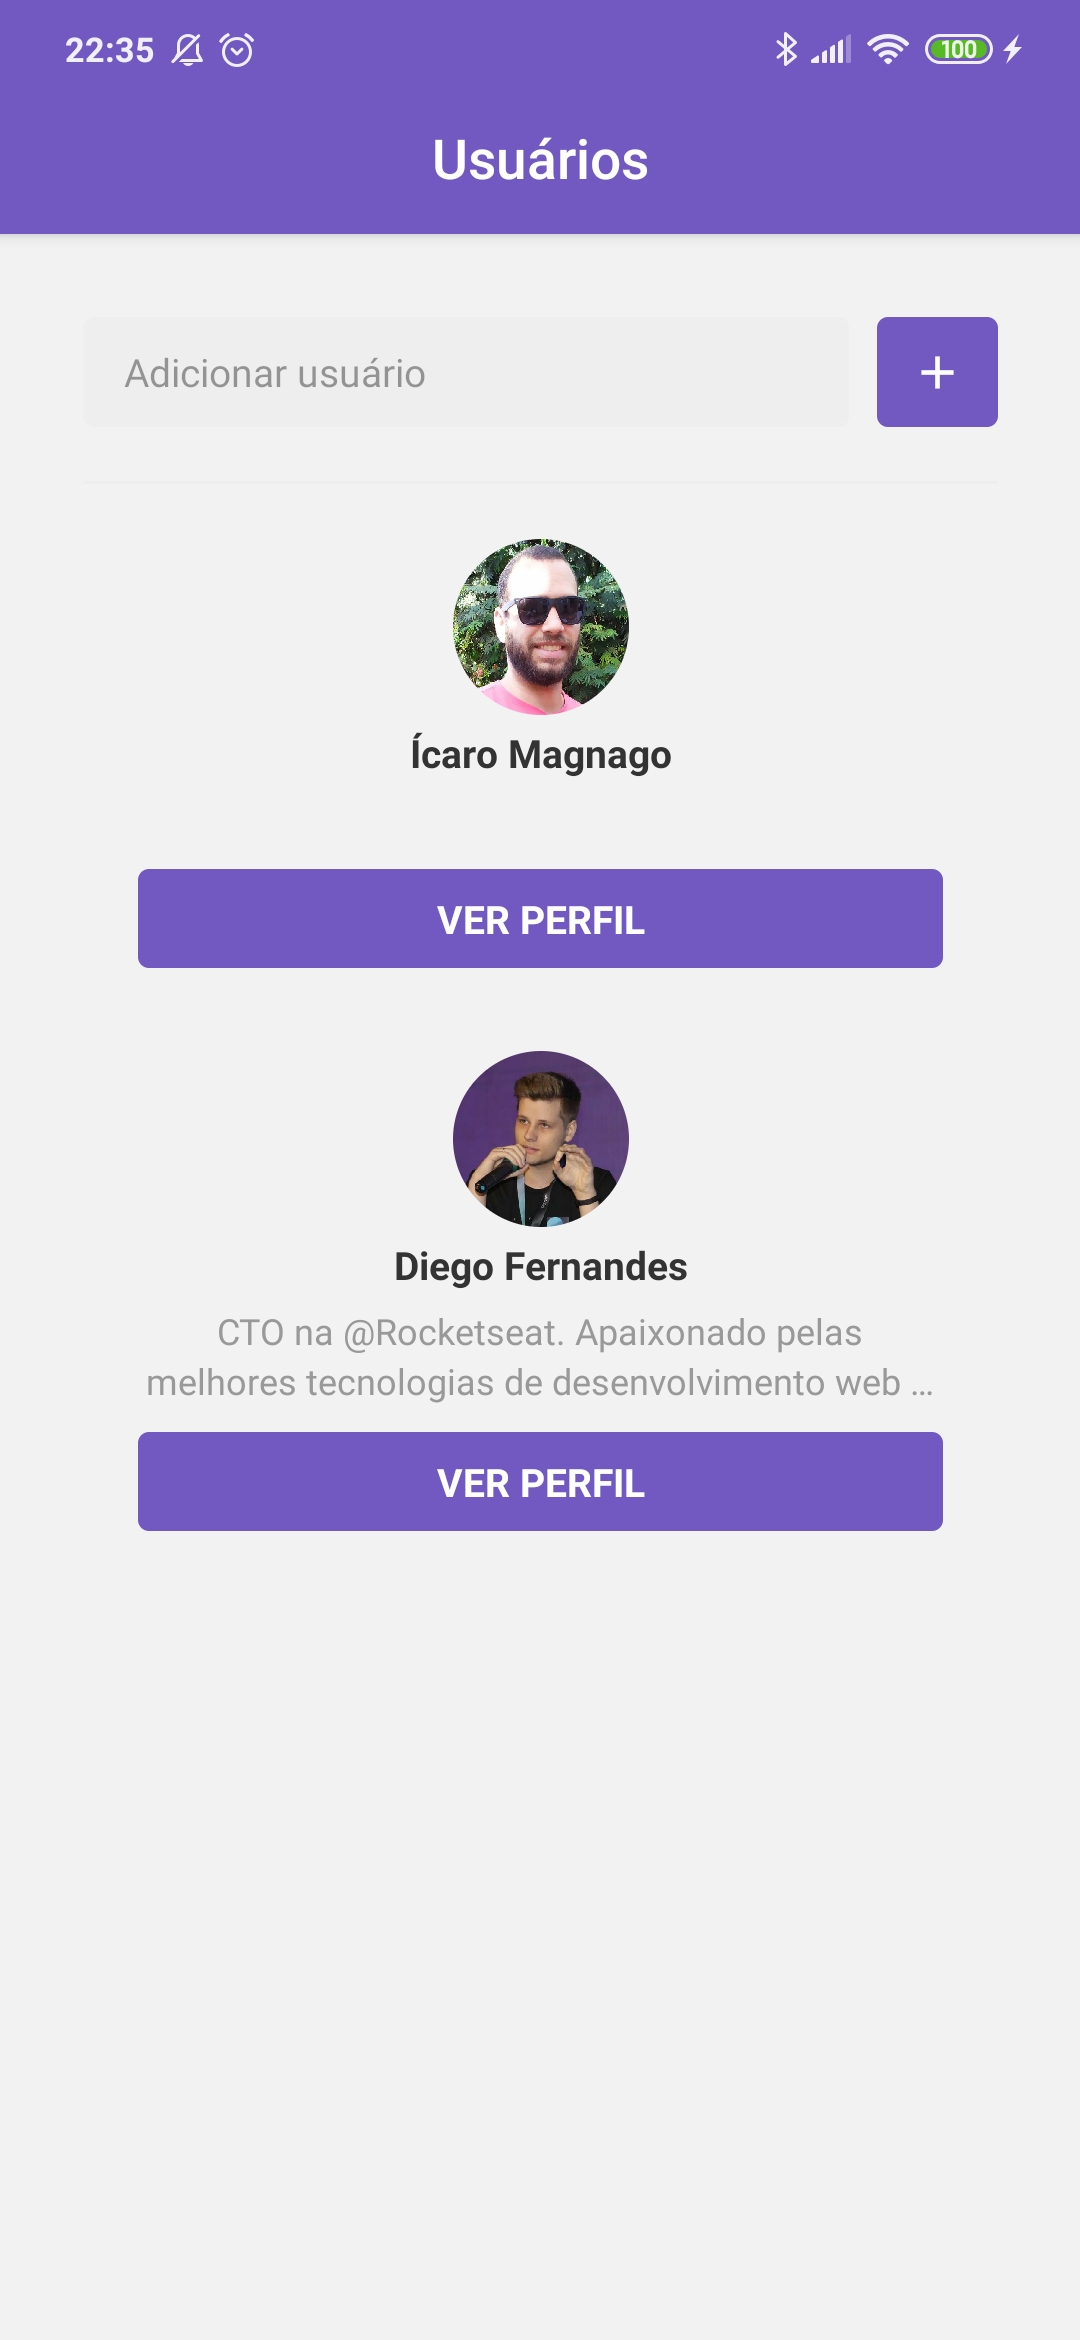 22:35
100
Usuários
Adicionar usuário
+
Ícaro Magnago
VER PERFIL
Diego Fernandes
CTO na @Rocketseat. Apaixonado pelas
melhores tecnologias de desenvolvimento web ...
VER PERFIL